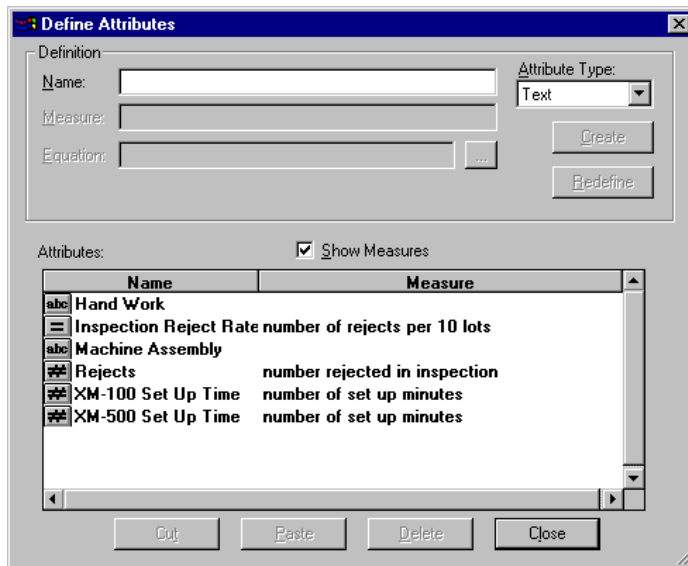 Define Attributes
Definition
Name:
Attribute Type:
Text
Measure:
Create
Equation:
...
Redefine
Attributes:
Show Measures
Name Measure
abc Hand Work
= Inspection Reject Rate number of rejects per 10 lots
abc Machine Assembly
# Rejects number rejected in inspection
# XM-100 Set Up Time number of set up minutes
# XM-500 Set Up Time number of set up minutes
Cut Paste Delete Close